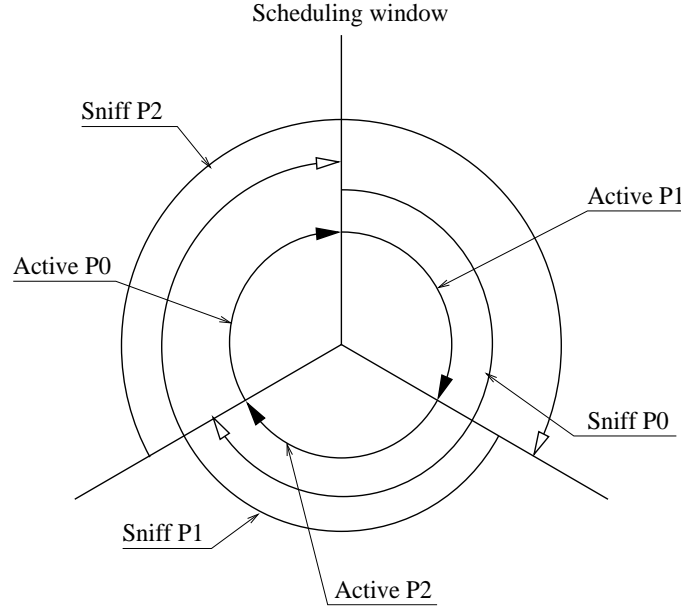 Scheduling window
Sniff P2
Active P1
Active P0
Sniff P0
Sniff P1
Active P2